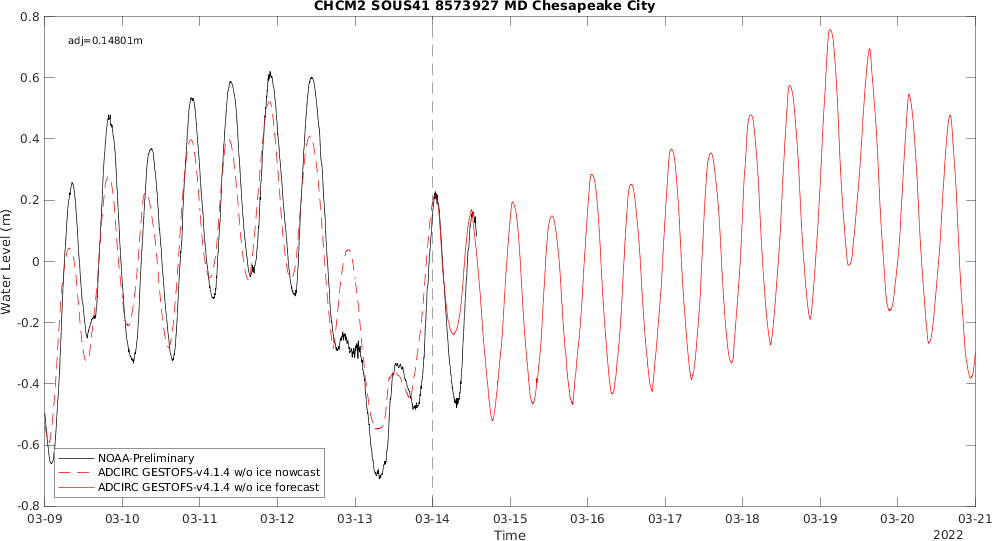 CHCM2 SOUS41 8573927 MD Chesapeake City
adj=0.14801m
0.8
0.6
0.4
0.2
0
-0.2
-0.4
-0.6
-0.8
Water Level (m)
NOAA-Preliminary
ADCIRC GESTOFS-v4.1.4 w/o ice nowcast
ADCIRC GESTOFS-v4.1.4 w/o ice forecast
03-09 03-10 03-11 03-12 03-13 03-14 03-15 03-16 03-17 03-18 03-19 03-20 03-21
Time
2022